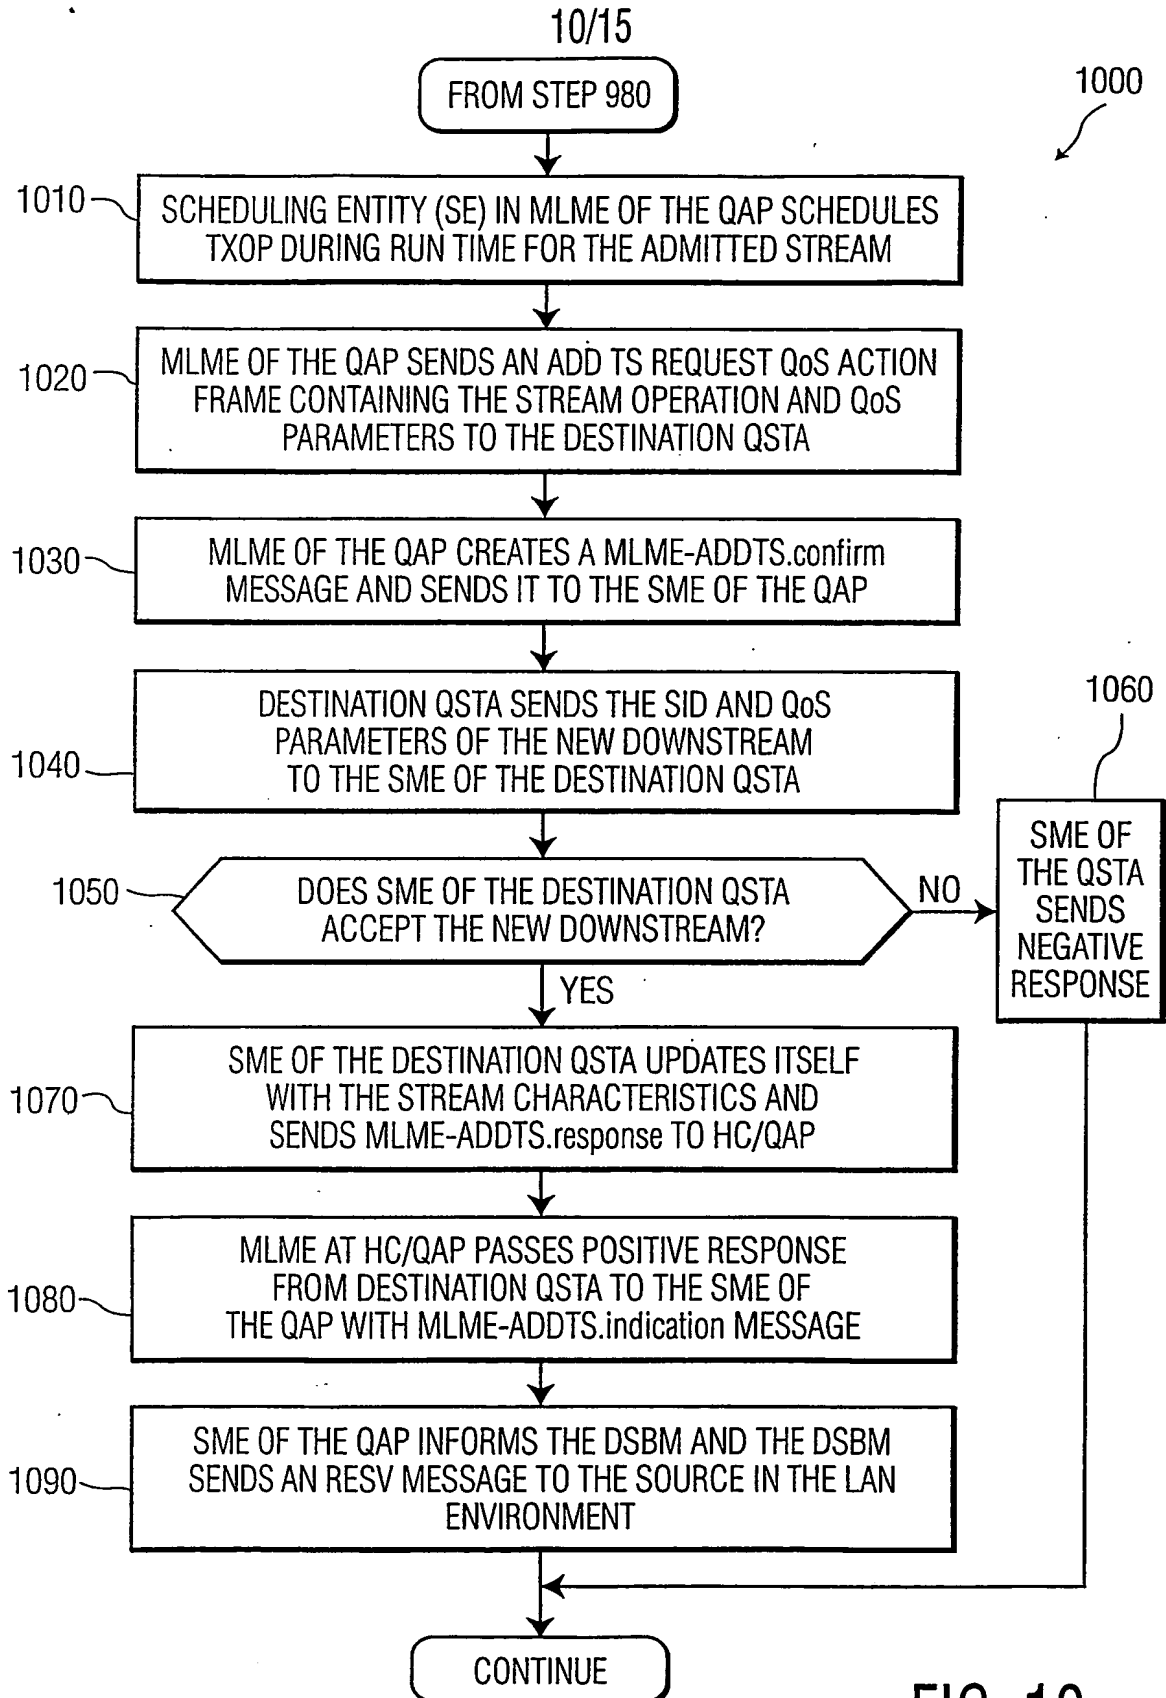 10/15
FROM STEP 980
1000
1010
SCHEDULING ENTITY (SE) IN MLME OF THE QAP SCHEDULES
TXOP DURING RUN TIME FOR THE ADMITTED STREAM
1020
MLME OF THE QAP SENDS AN ADD TS REQUEST QoS ACTION
FRAME CONTAINING THE STREAM OPERATION AND QoS
PARAMETERS TO THE DESTINATION QSTA
1030
MLME OF THE QAP CREATES A MLME-ADDTS.confirm
MESSAGE AND SENDS IT TO THE SME OF THE QAP
1040
DESTINATION QSTA SENDS THE SID AND QoS
PARAMETERS OF THE NEW DOWNSTREAM
TO THE SME OF THE DESTINATION QSTA
1050
DOES SME OF THE DESTINATION QSTA
ACCEPT THE NEW DOWNSTREAM?
NO
1060
SME OF
THE QSTA
SENDS
NEGATIVE
RESPONSE
YES
1070
SME OF THE DESTINATION QSTA UPDATES ITSELF
WITH THE STREAM CHARACTERISTICS AND
SENDS MLME-ADDTS.response TO HC/QAP
1080
MLME AT HC/QAP PASSES POSITIVE RESPONSE
FROM DESTINATION QSTA TO THE SME OF
THE QAP WITH MLME-ADDTS.indication MESSAGE
1090
SME OF THE QAP INFORMS THE DSBM AND THE DSBM
SENDS AN RESV MESSAGE TO THE SOURCE IN THE LAN
ENVIRONMENT
CONTINUE
FIG. 10